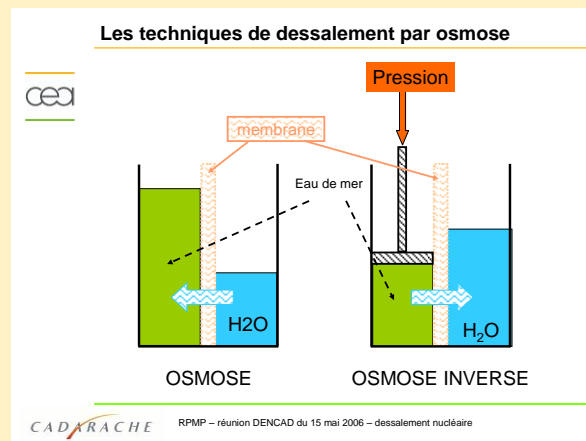 Les techniques de dessalement par osmose
cea
Pression
membrane
Eau de mer
H2O
H₂O
OSMOSE
OSMOSE INVERSE
CADARACHE
RPMP – réunion DENCAD du 15 mai 2006 – dessalement nucléaire